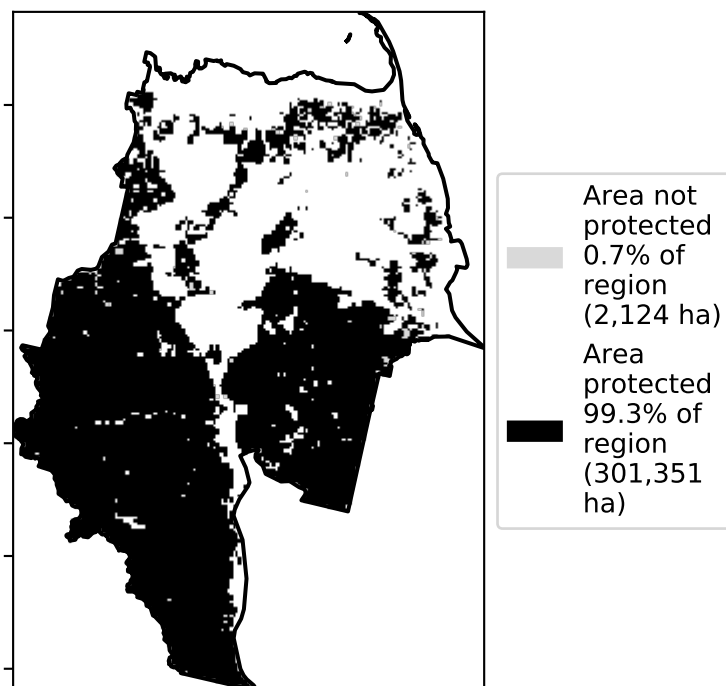 Area not
protected
0.7% of
region
(2,124 ha)
Area
protected
99.3% of
region
(301,351
ha)